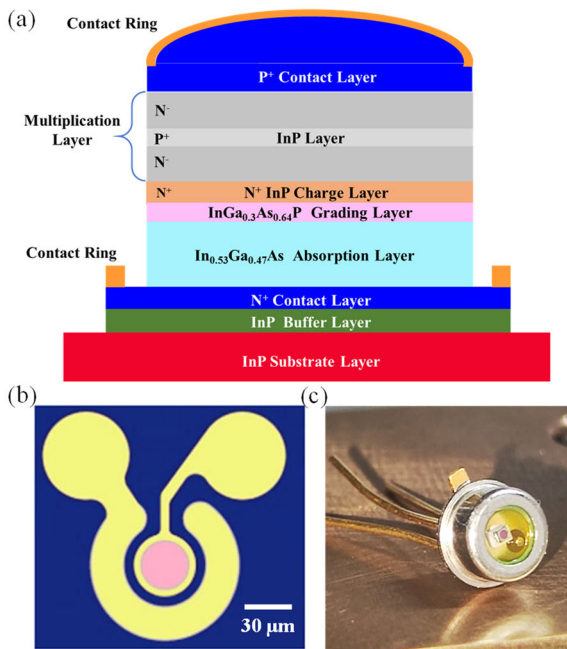 (a)
Contact Ring
P+ Contact Layer
Multiplication
Layer
N-
P+
InP Layer
N-
N+
N+ InP Charge Layer
InGa0.3As0.64P Grading Layer
Contact Ring
In0.53Ga0.47As Absorption Layer
N+ Contact Layer
InP Buffer Layer
InP Substrate Layer
(b)
30 μm
(c)